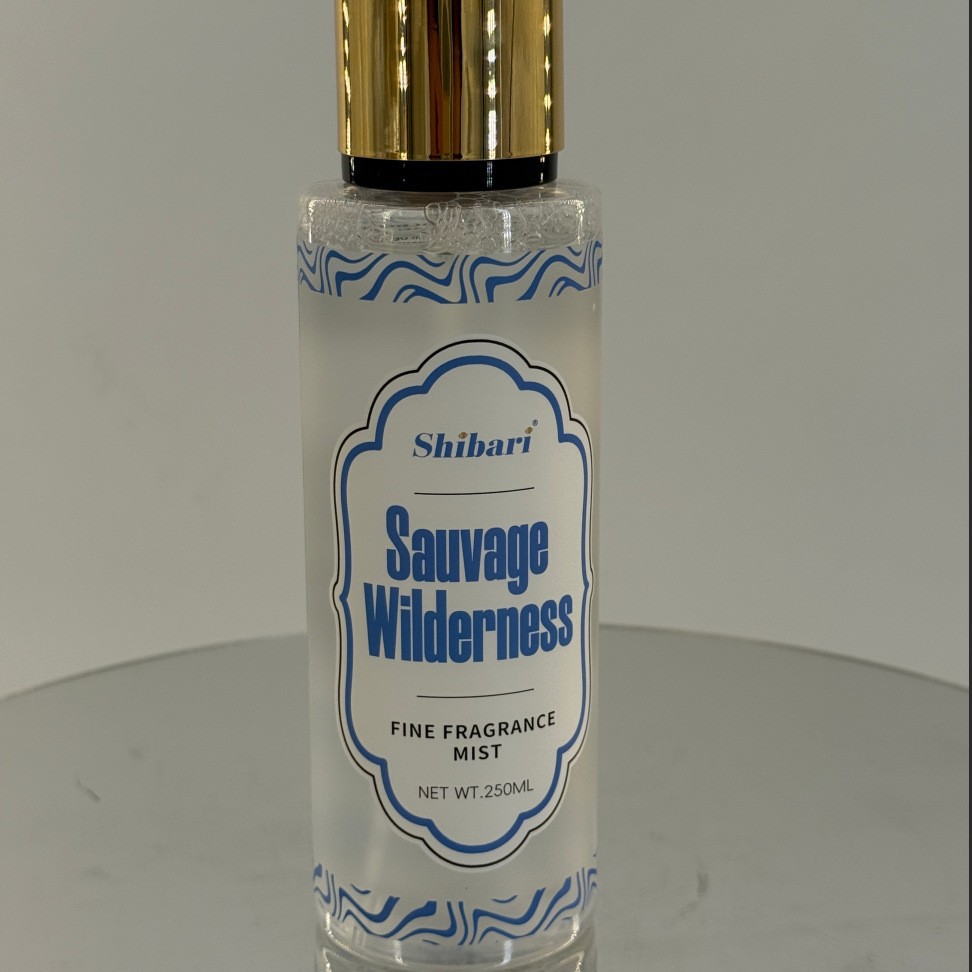 Shibari®
Sauvage
Wilderness
FINE FRAGRANCE
MIST
NET WT.250ML